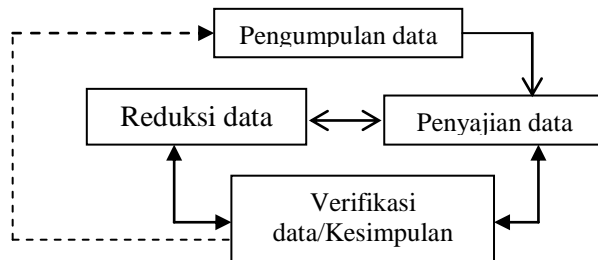 Pengumpulan data
Reduksi data
Penyajian data
Verifikasi
data/Kesimpulan